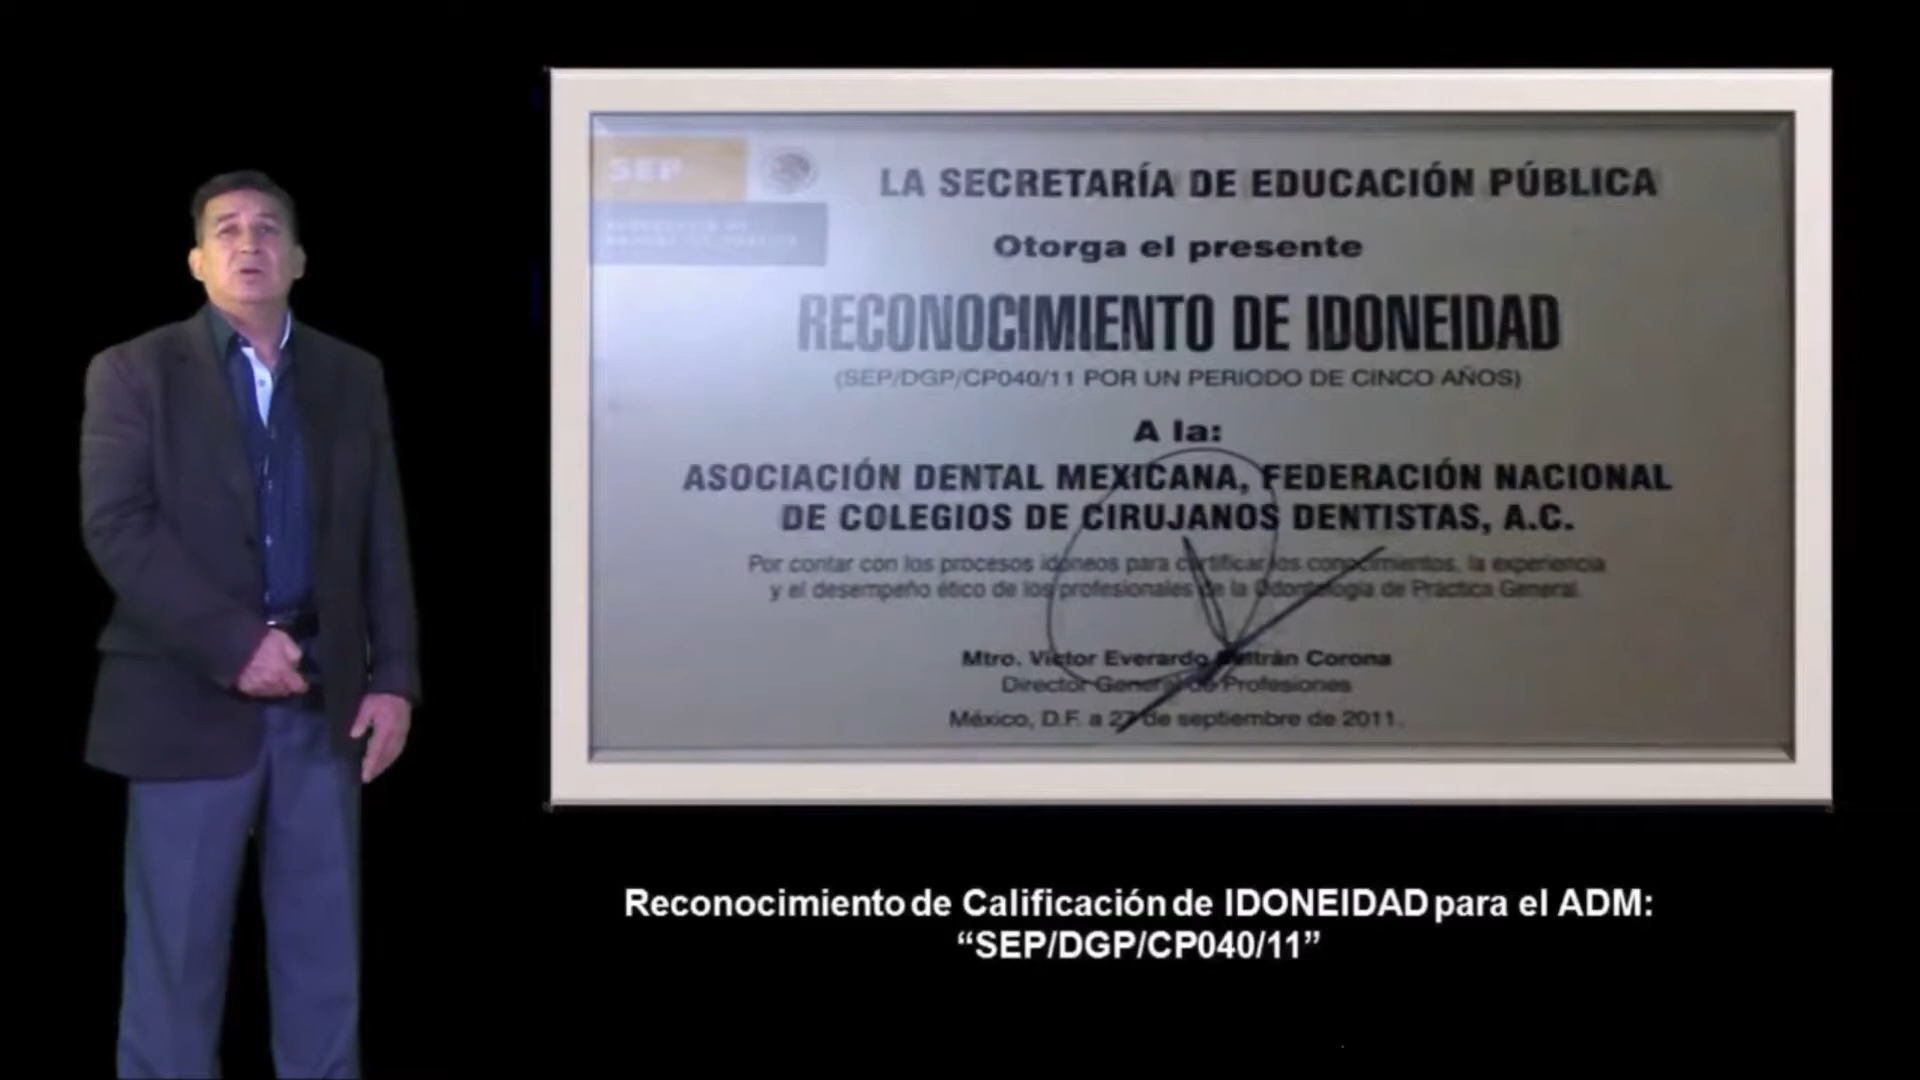 SEP
LA SECRETARÍA DE EDUCACIÓN PÚBLICA
Otorga el presente
RECONOCIMIENTO DE IDONEIDAD
(SEP/DGP/CP040/11 POR UN PERIODO DE CINCO AÑOS)
A la:
ASOCIACIÓN DENTAL MEXICANA, FEDERACIÓN NACIONAL
DE COLEGIOS DE CIRUJANOS DENTISTAS, A.C.
Por contar con los procesos idóneos para certificar los conocimientos, la experiencia
y el desempeño ético de los profesionales de la Odontología de Práctica General.
Mtro. Víctor Everardo Beltrán Corona
Director General de Profesiones
México, D.F. a 27 de septiembre de 2011.
Reconocimiento de Calificación de IDONEIDAD para el ADM:
“SEP/DGP/CP040/11”